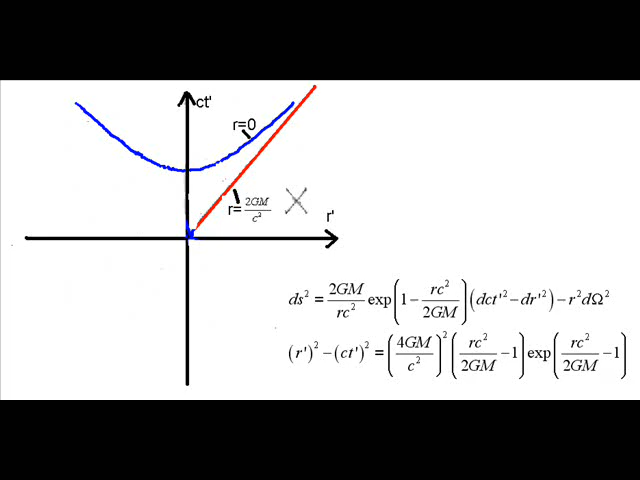 ct'
r=0
r=2GM/c²
r'
ds² = 2GM/rc² exp(1 − rc²/2GM)(dct'² − dr'²) − r²dΩ²
(r')² − (ct')² = (4GM/c²)² (rc²/2GM − 1) exp(rc²/2GM − 1)